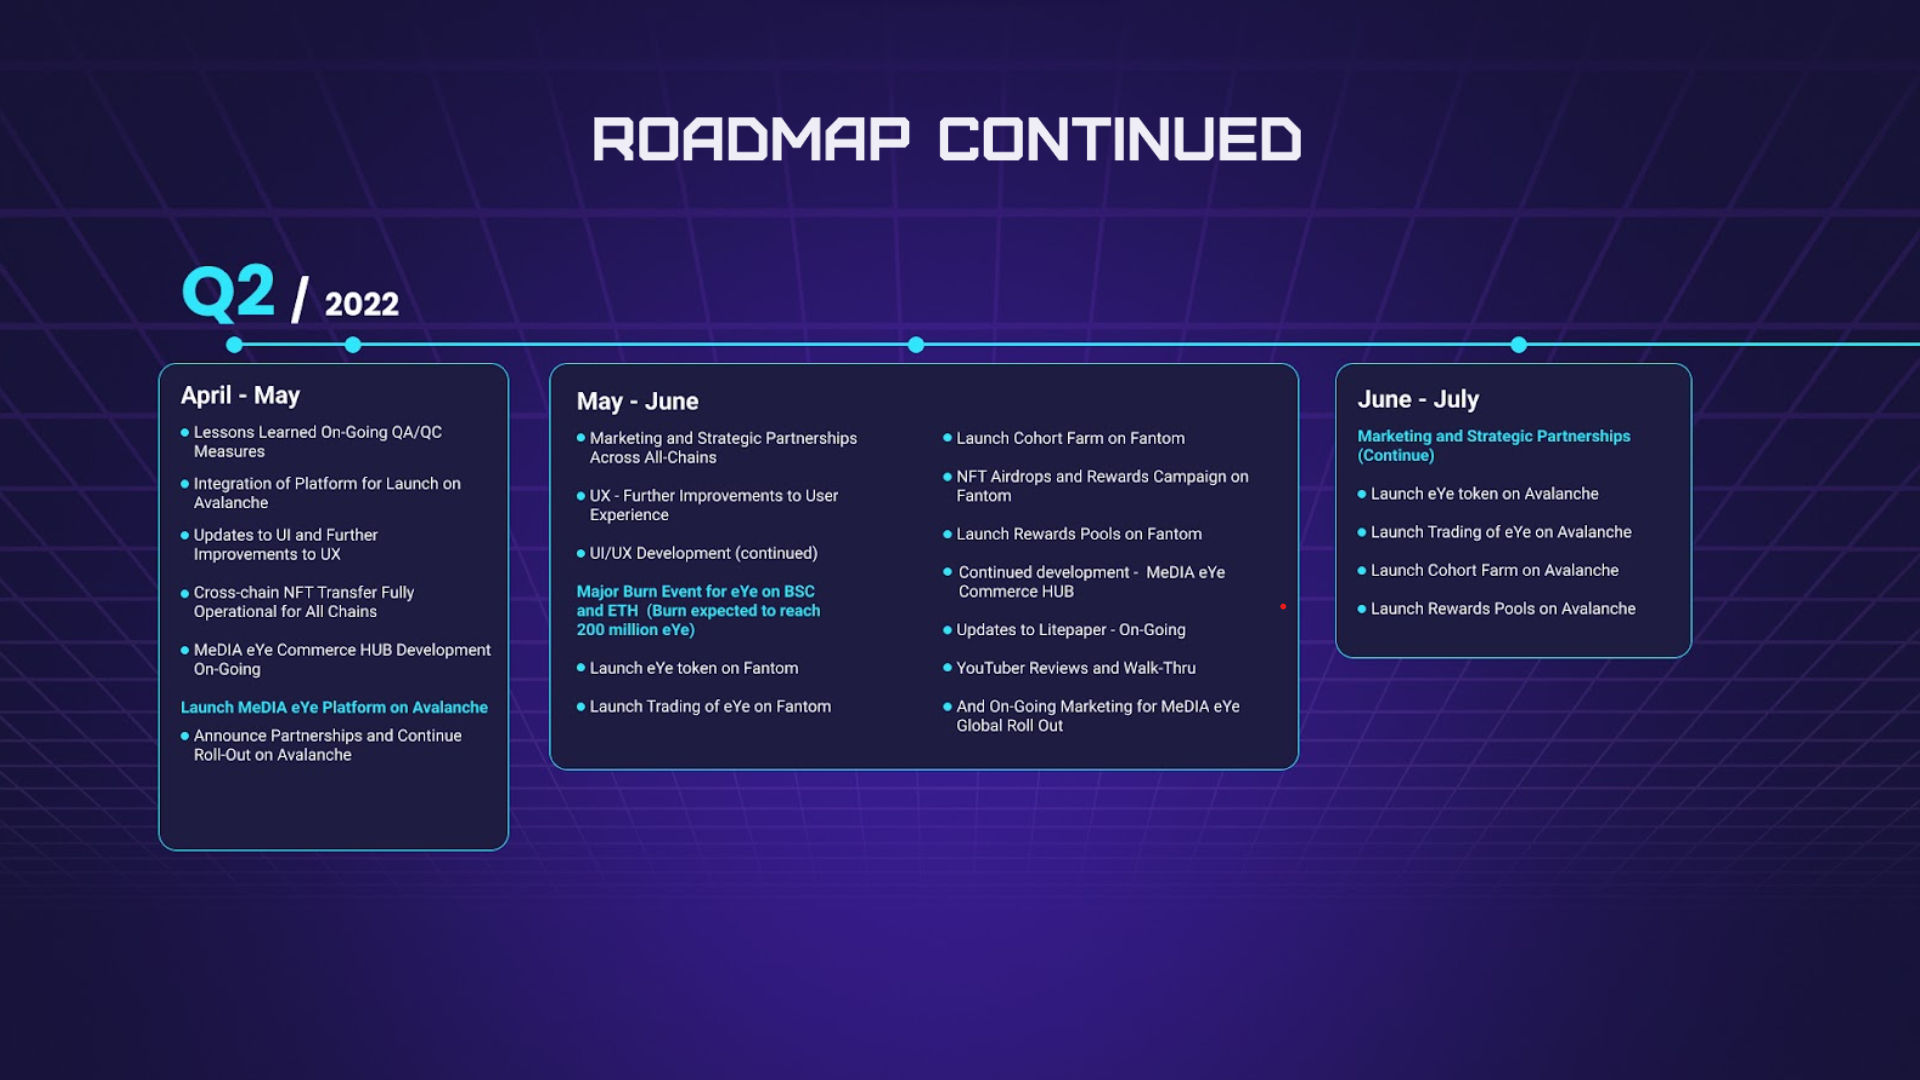 ROADMAP CONTINUED
Q2 / 2022
April - May
Lessons Learned On-Going QA/QC
Measures
Integration of Platform for Launch on
Avalanche
Updates to UI and Further
Improvements to UX
Cross-chain NFT Transfer Fully
Operational for All Chains
MeDIA eYe Commerce HUB Development
On-Going
Launch MeDIA eYe Platform on Avalanche
Announce Partnerships and Continue
Roll-Out on Avalanche
May - June
Marketing and Strategic Partnerships
Across All-Chains
UX - Further Improvements to User
Experience
UI/UX Development (continued)
Major Burn Event for eYe on BSC
and ETH (Burn expected to reach
200 million eYe)
Launch eYe token on Fantom
Launch Trading of eYe on Fantom
Launch Cohort Farm on Fantom
NFT Airdrops and Rewards Campaign on
Fantom
Launch Rewards Pools on Fantom
Continued development - MeDIA eYe
Commerce HUB
Updates to Litepaper - On-Going
YouTuber Reviews and Walk-Thru
And On-Going Marketing for MeDIA eYe
Global Roll Out
June - July
Marketing and Strategic Partnerships
(Continue)
Launch eYe token on Avalanche
Launch Trading of eYe on Avalanche
Launch Cohort Farm on Avalanche
Launch Rewards Pools on Avalanche